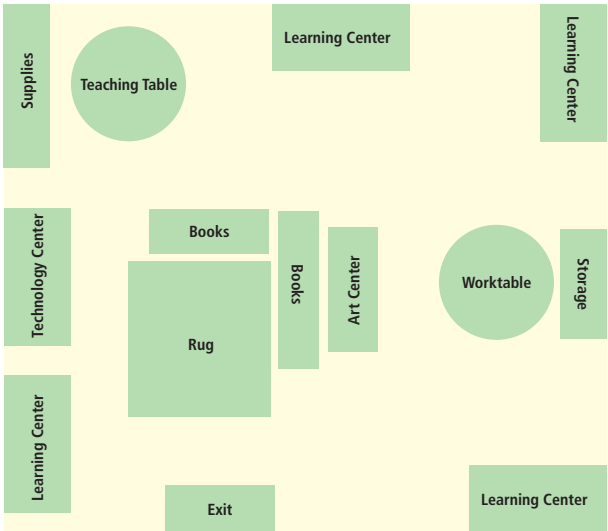 Learning Center
Learning Center
Supplies
Teaching Table
Books
Technology Center
Books
Art Center
Worktable
Storage
Rug
Learning Center
Exit
Learning Center